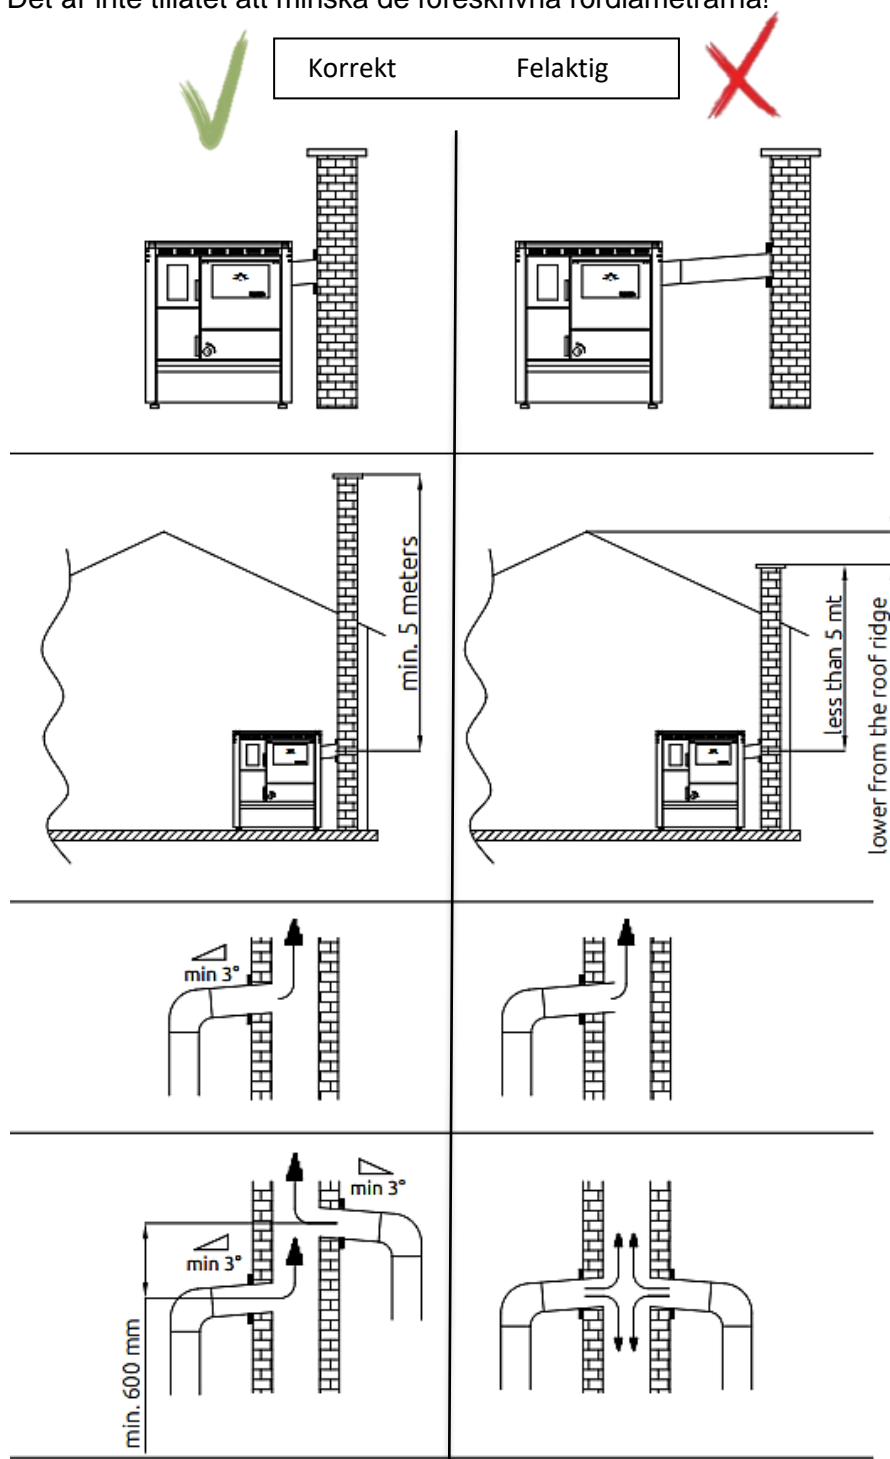 Det är inte tillåtet att minska de föreskrivna rördiametrarna!
Korrekt Felaktig
min. 5 meters
less than 5 mt
lower from the roof ridge
min 3°
min 3°
min 3°
min. 600 mm